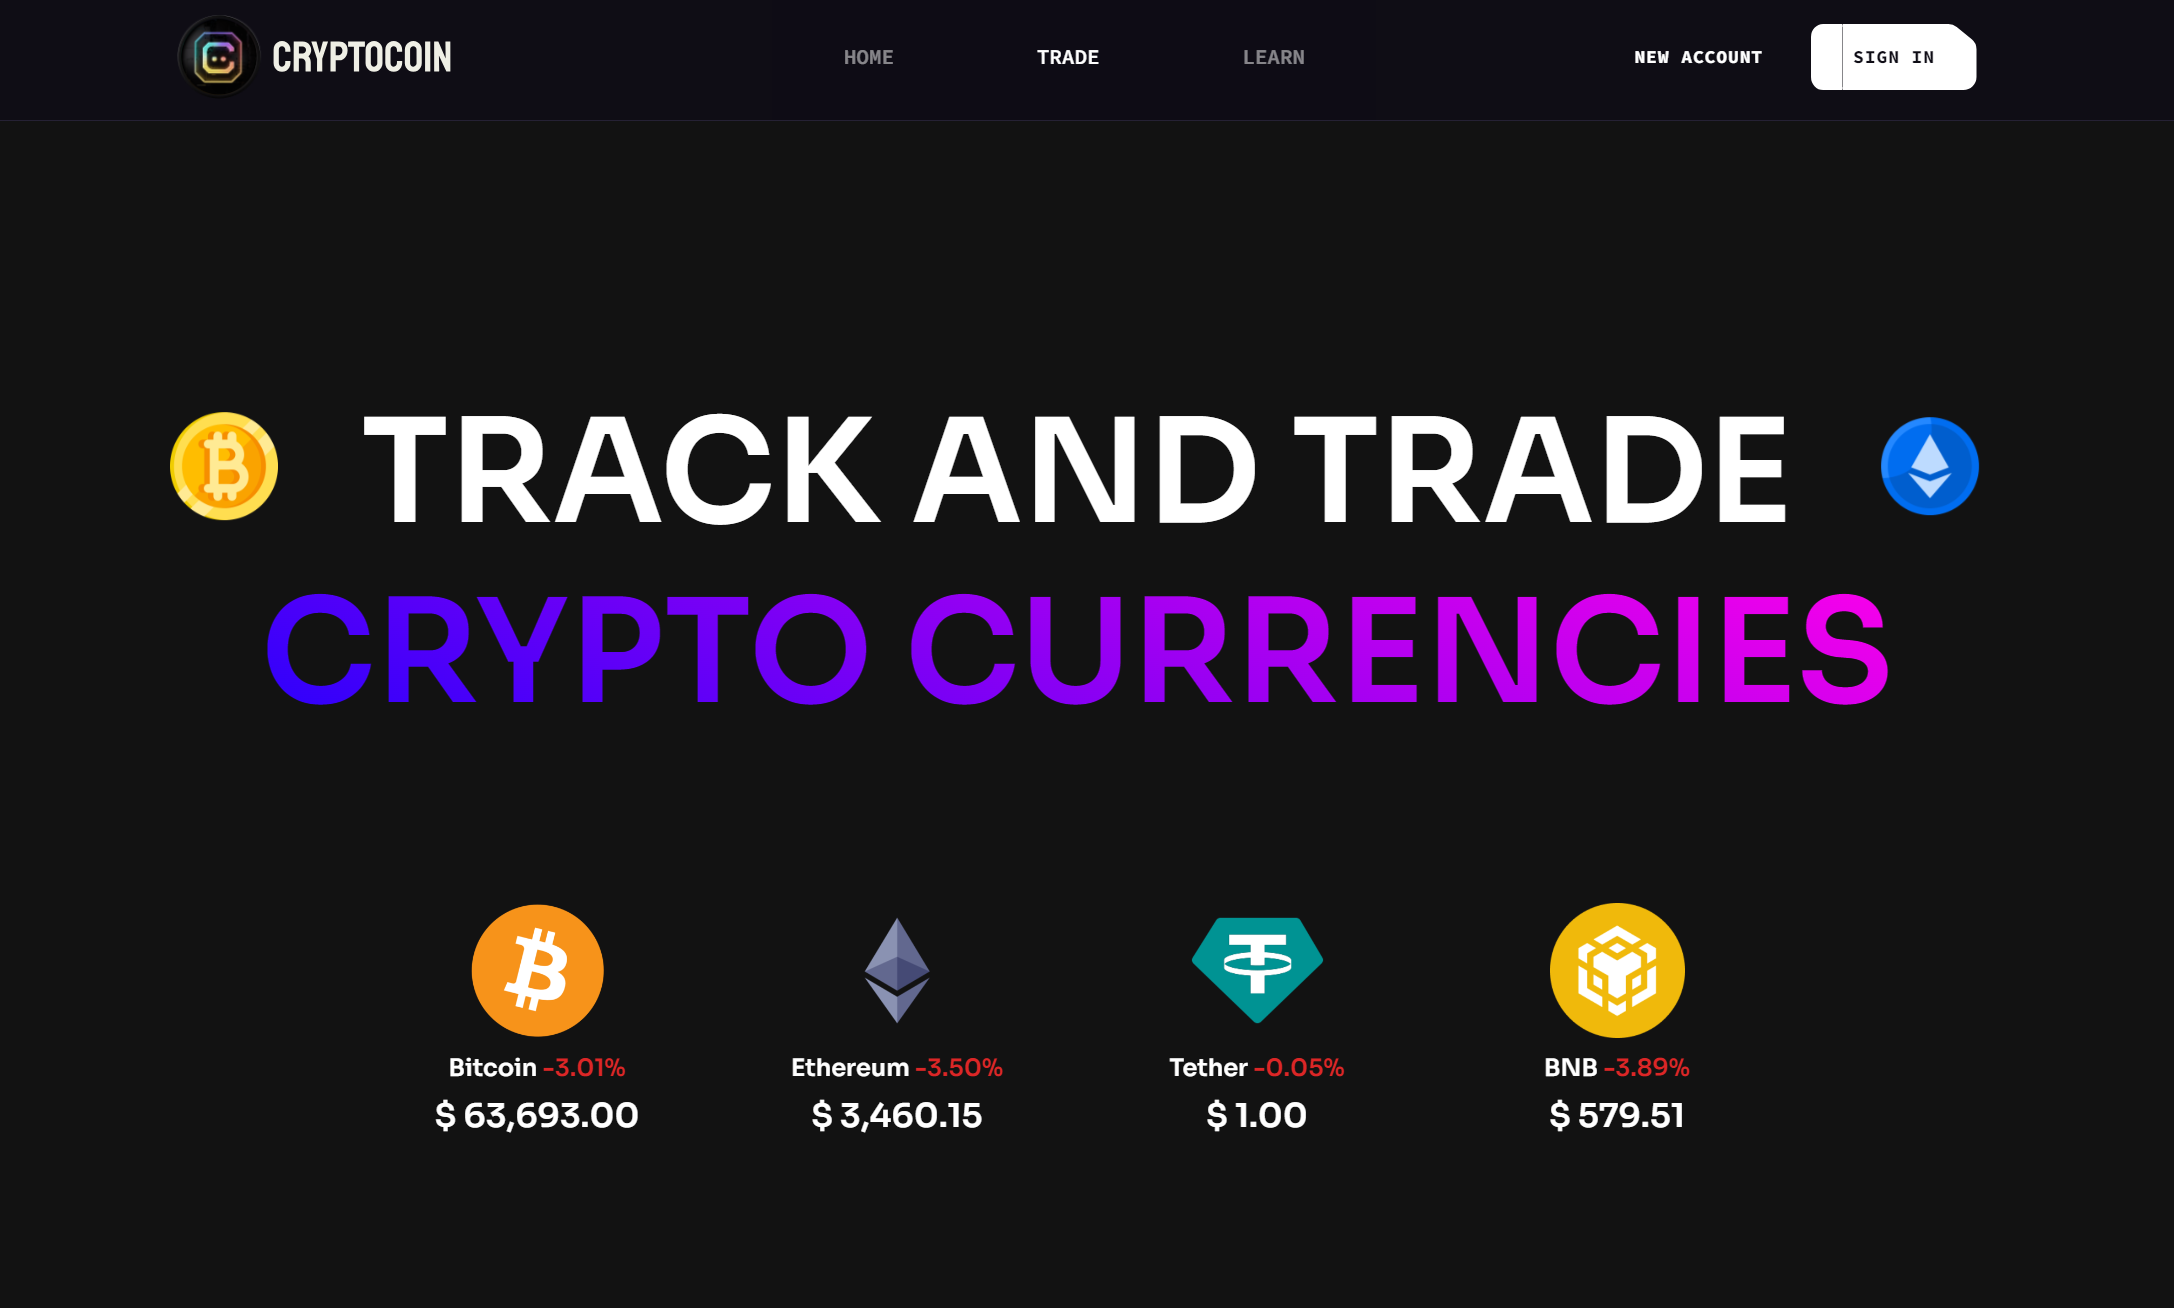 CRYPTOCOIN
HOME
TRADE
LEARN
NEW ACCOUNT
SIGN IN
TRACK AND TRADE
CRYPTO CURRENCIES
Bitcoin -3.01%
$ 63,693.00
Ethereum -3.50%
$ 3,460.15
Tether -0.05%
$ 1.00
BNB -3.89%
$ 579.51